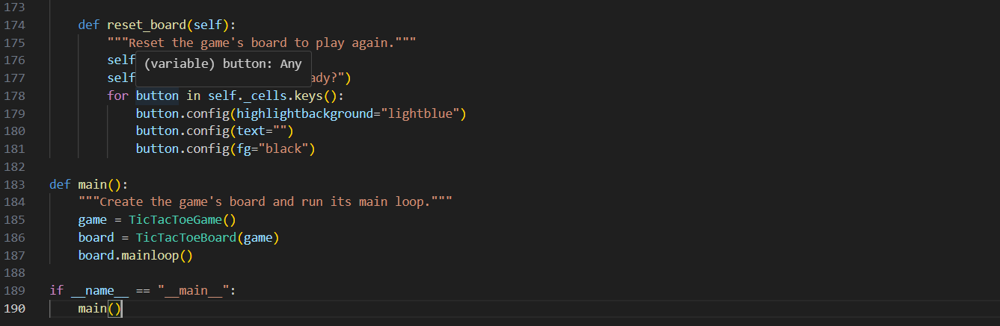 173
174 def reset_board(self):
175 """Reset the game's board to play again."""
176 self
(variable) button: Any
177 self ady?")
178 for button in self._cells.keys():
179 button.config(highlightbackground="lightblue")
180 button.config(text="")
181 button.config(fg="black")
182
183 def main():
184 """Create the game's board and run its main loop."""
185 game = TicTacToeGame()
186 board = TicTacToeBoard(game)
187 board.mainloop()
188
189 if __name__ == "__main__":
190 main()